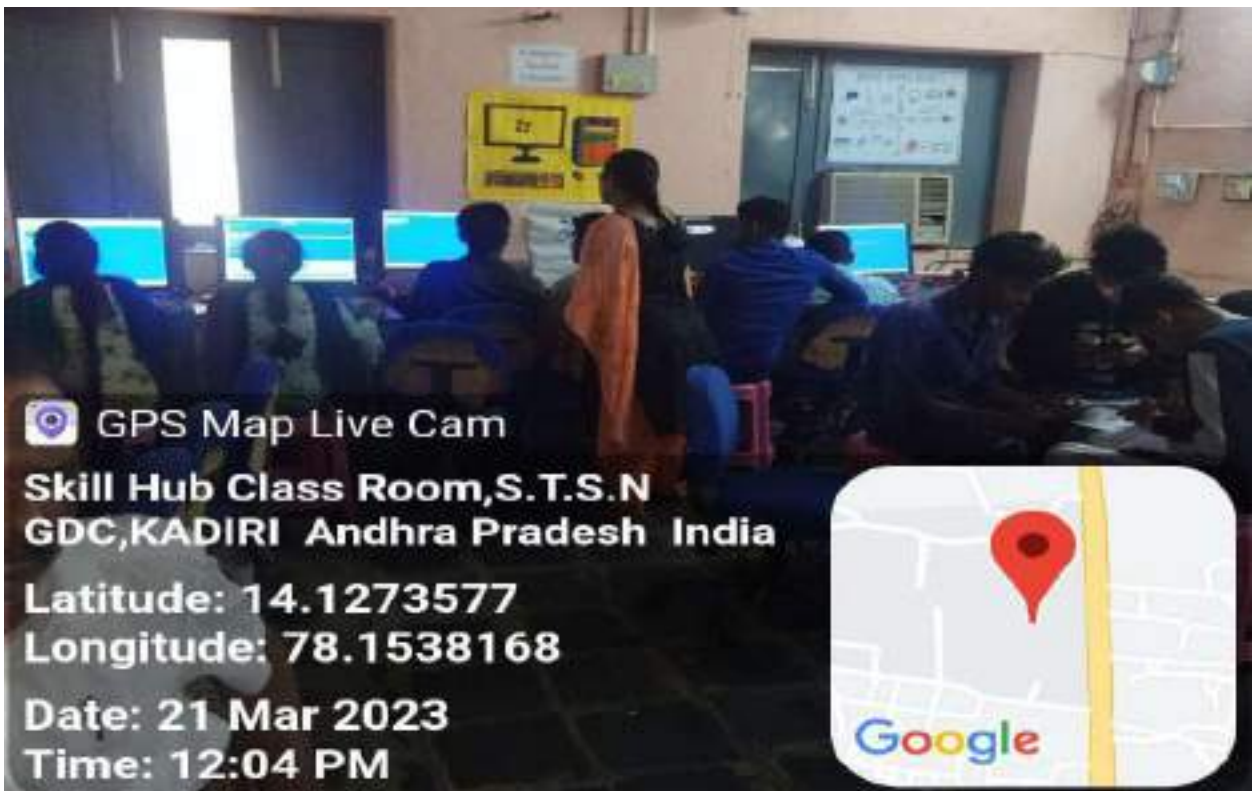 GPS Map Live Cam
Skill Hub Class Room,S.T.S.N
GDC,KADIRI Andhra Pradesh India
Latitude: 14.1273577
Longitude: 78.1538168
Date: 21 Mar 2023
Time: 12:04 PM
Google